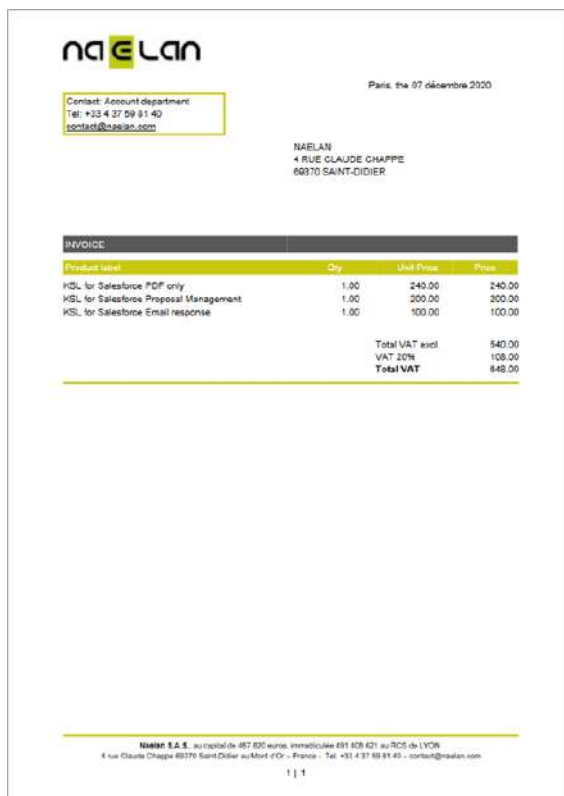 naelan
Paris, the 07 décembre 2020
Contact: Account department
Tel: +33 4 37 59 81 40
contact@naelan.com
NAELAN
4 RUE CLAUDE CHAPPE
69370 SAINT-DIDIER
INVOICE
Product label Qty Unit Price Price
KSL for Salesforce PDF only 1.00 240.00 240.00
KSL for Salesforce Proposal Management 1.00 200.00 200.00
KSL for Salesforce Email response 1.00 100.00 100.00
Total VAT excl 540.00
VAT 20% 108.00
Total VAT 648.00
Naelan S.A.S., au capital de 467 820 euros, immatriculée 491 408 621 au RCS de LYON
4 rue Claude Chappe 69370 Saint Didier au Mont d'Or – France – Tel. +33 4 37 59 81 40 – contact@naelan.com
1 | 1